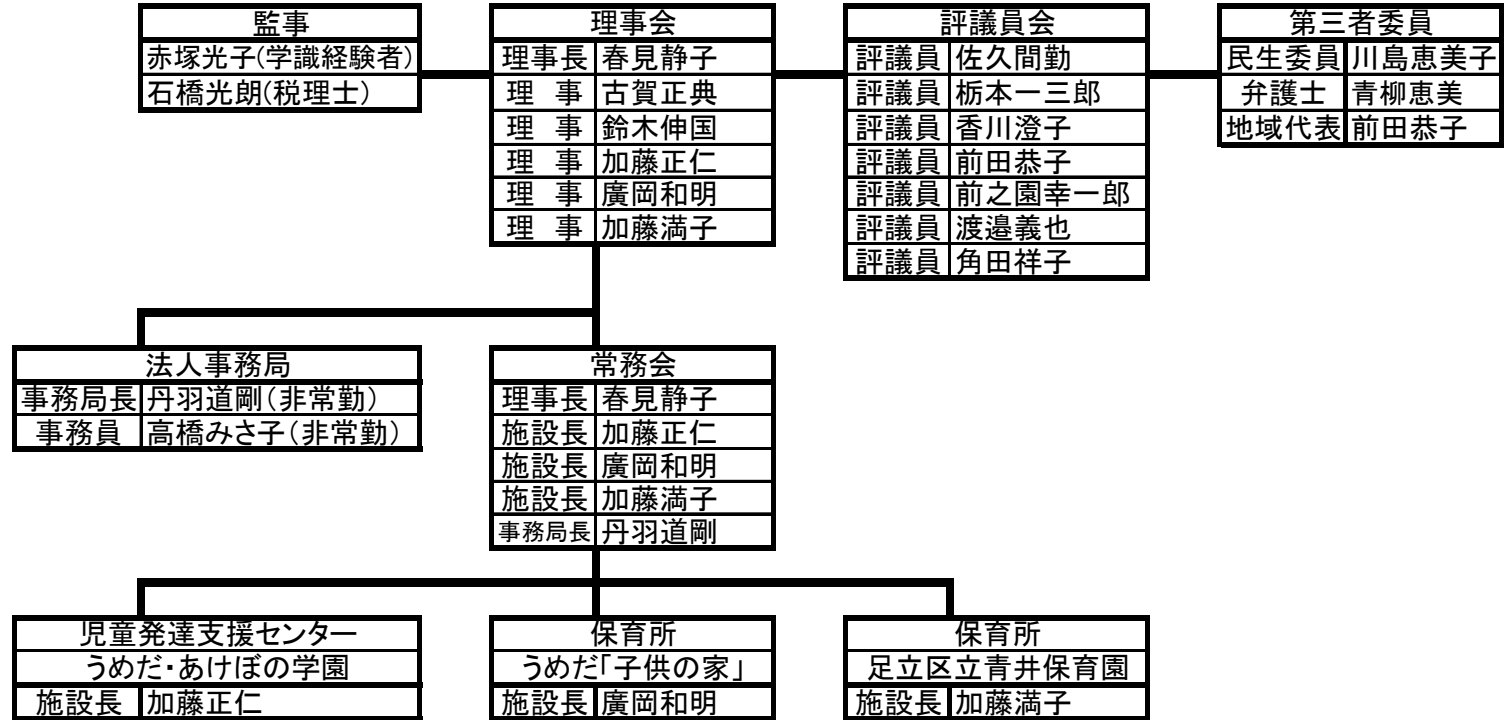 監事
赤塚光子(学識経験者)
石橋光朗(税理士)
理事会
理事長 春見静子
理 事 古賀正典
理 事 鈴木伸国
理 事 加藤正仁
理 事 廣岡和明
理 事 加藤満子
評議員会
評議員 佐久間勤
評議員 栃本一三郎
評議員 香川澄子
評議員 前田恭子
評議員 前之園幸一郎
評議員 渡邉義也
評議員 角田祥子
第三者委員
民生委員 川島恵美子
弁護士 青柳恵美
地域代表 前田恭子
法人事務局
事務局長 丹羽道剛(非常勤)
事務員 高橋みさ子(非常勤)
常務会
理事長 春見静子
施設長 加藤正仁
施設長 廣岡和明
施設長 加藤満子
事務局長 丹羽道剛
児童発達支援センター
うめだ・あけぼの学園
施設長 加藤正仁
保育所
うめだ「子供の家」
施設長 廣岡和明
保育所
足立区立青井保育園
施設長 加藤満子